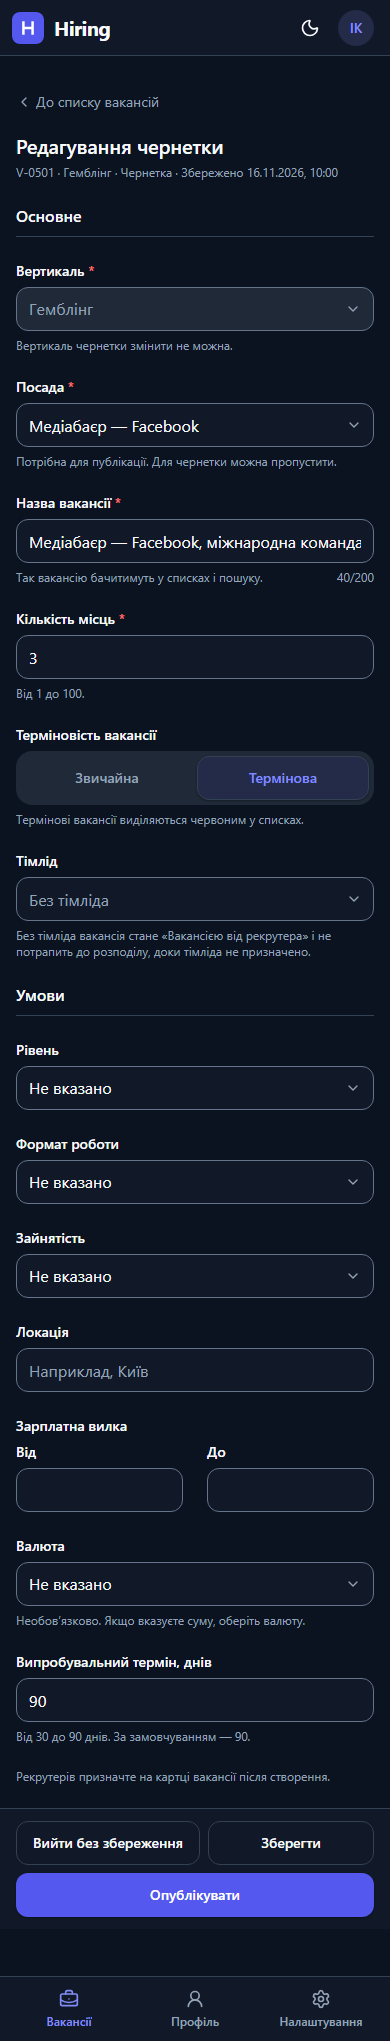 H Hiring IK
До списку вакансій
Редагування чернетки
V-0501 · Гемблінг · Чернетка · Збережено 16.11.2026, 10:00
Основне
Вертикаль *
Гемблінг
Вертикаль чернетки змінити не можна.
Посада *
Медіабаєр — Facebook
Потрібна для публікації. Для чернетки можна пропустити.
Назва вакансії *
Медіабаєр — Facebook, міжнародна команда
Так вакансію бачитимуть у списках і пошуку. 40/200
Кількість місць *
3
Від 1 до 100.
Терміновість вакансії
Звичайна Термінова
Термінові вакансії виділяються червоним у списках.
Тімлід
Без тімліда
Без тімліда вакансія стане «Вакансією від рекрутера» і не
потрапить до розподілу, доки тімліда не призначено.
Умови
Рівень
Не вказано
Формат роботи
Не вказано
Зайнятість
Не вказано
Локація
Наприклад, Київ
Зарплатна вилка
Від До
Валюта
Не вказано
Необов’язково. Якщо вказуєте суму, оберіть валюту.
Випробувальний термін, днів
90
Від 30 до 90 днів. За замовчуванням — 90.
Рекрутерів призначте на картці вакансії після створення.
Вийти без збереження Зберегти
Опублікувати
Вакансії Профіль Налаштування